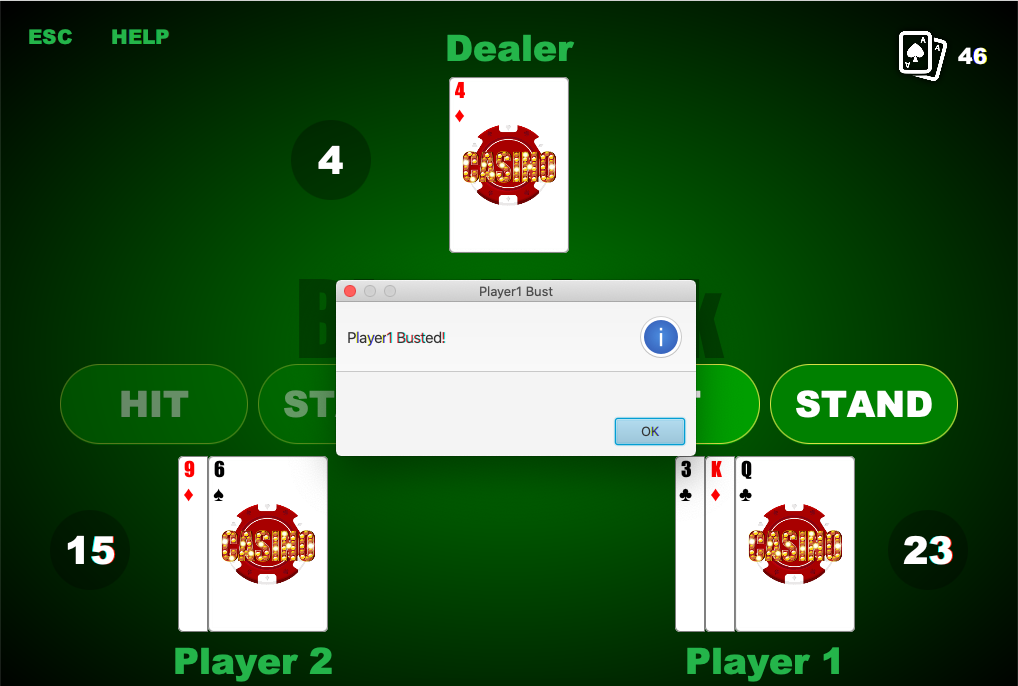 ESC HELP
Dealer
46
4
4
CASINO
Player1 Bust
Player1 Busted!
i
OK
HIT
STAND
15
9
6
CASINO
3
K
Q
CASINO
23
Player 2
Player 1